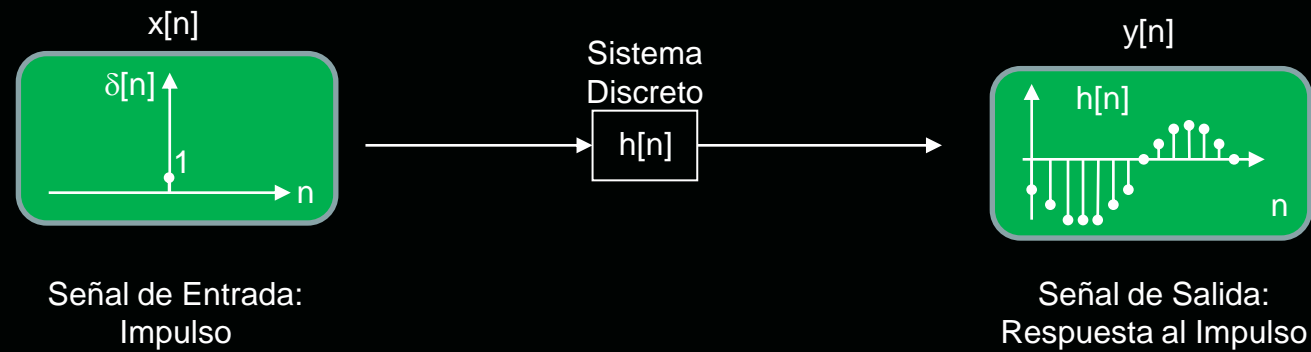 x[n]
δ[n]
1
n
Señal de Entrada:
Impulso
Sistema
Discreto
h[n]
y[n]
h[n]
n
Señal de Salida:
Respuesta al Impulso